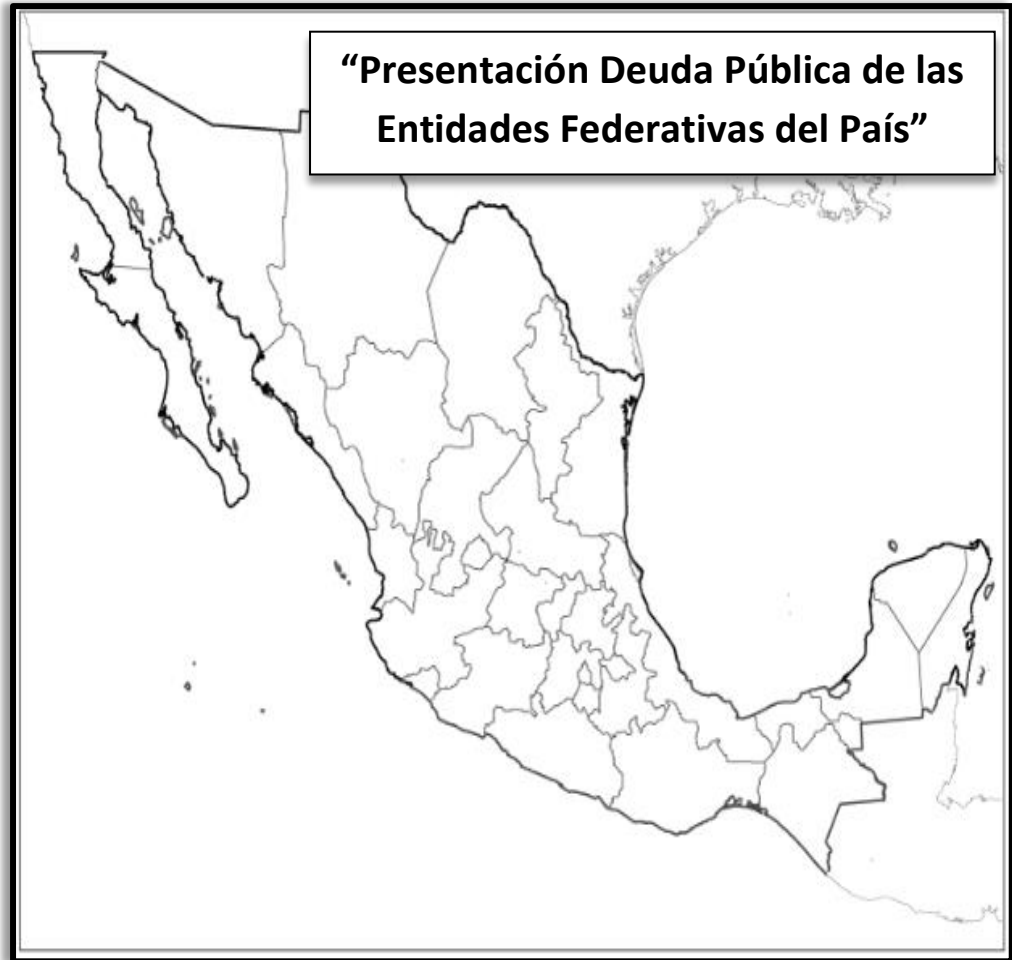 “Presentación Deuda Pública de las
Entidades Federativas del País”